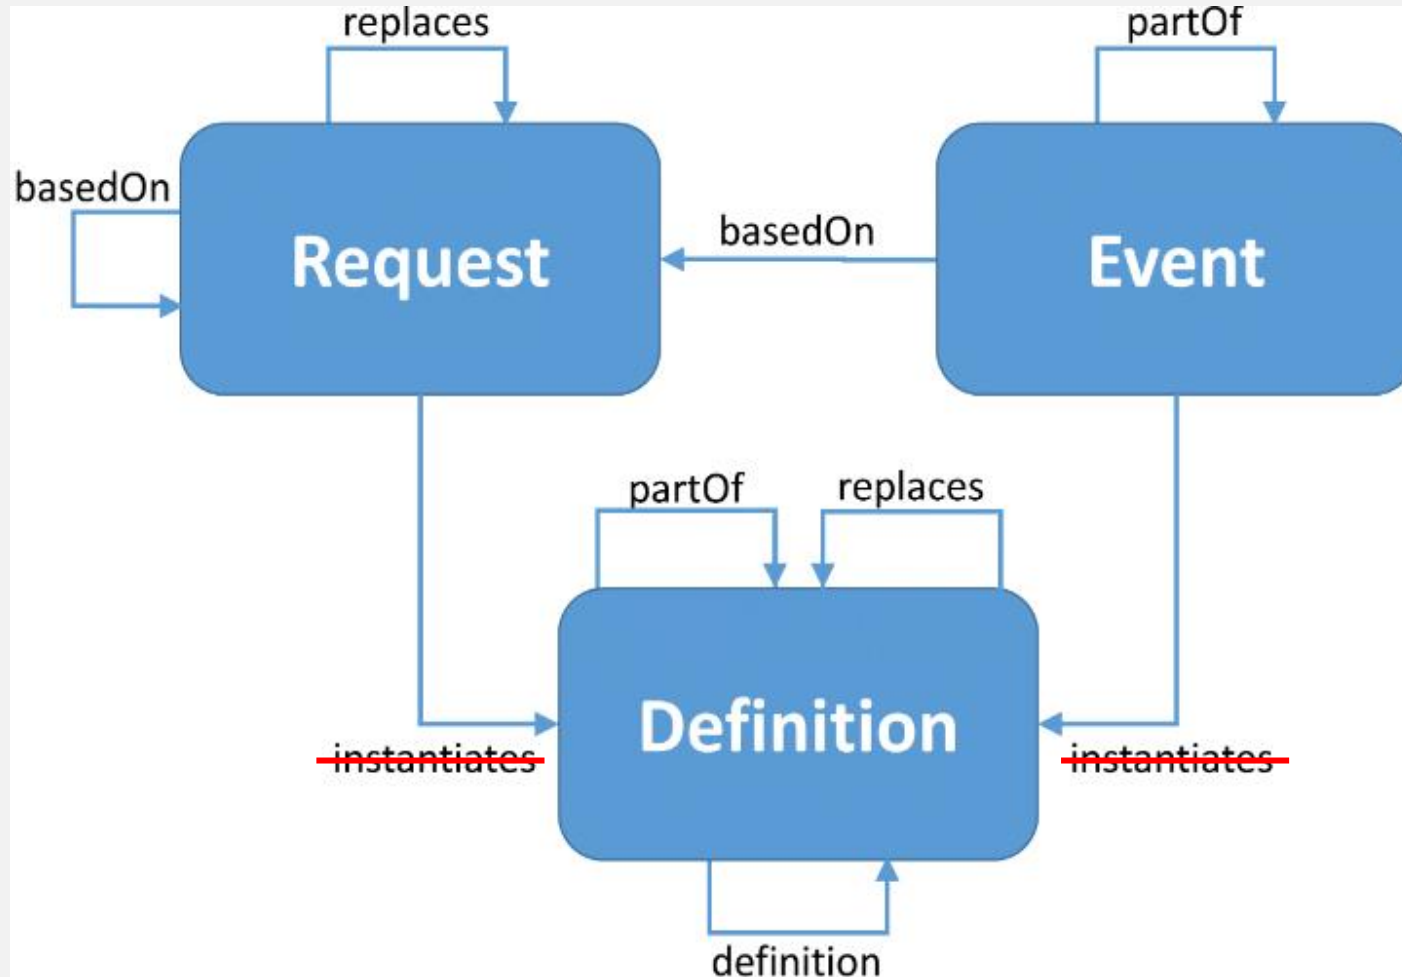 replaces
partOf
basedOn
basedOn
Request
Event
partOf
replaces
Definition
instantiates
instantiates
definition